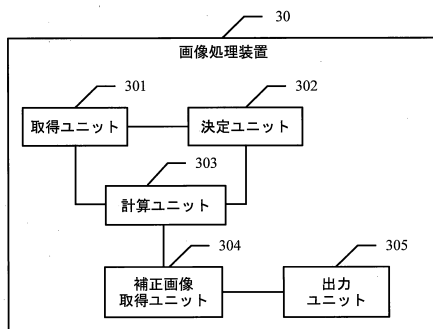 30
画像処理装置
301
302
取得ユニット
決定ユニット
303
計算ユニット
304
305
補正画像
取得ユニット
出力
ユニット